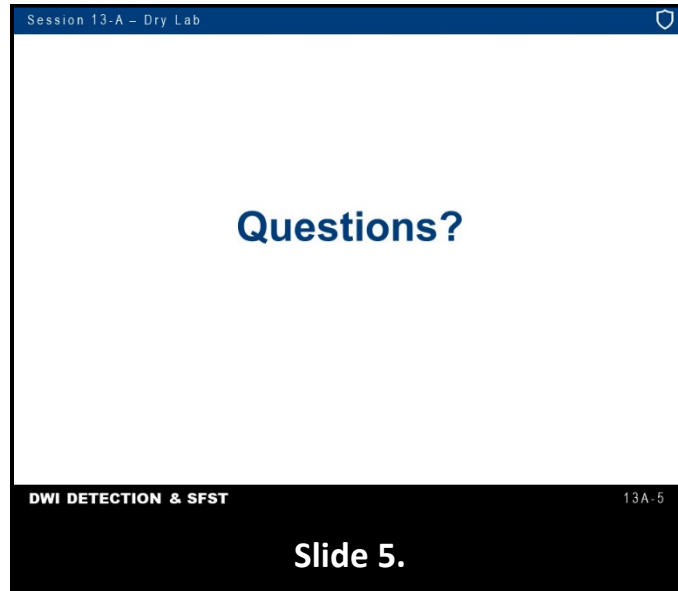 Session 13-A – Dry Lab
Questions?
DWI DETECTION & SFST
13A-5
Slide 5.